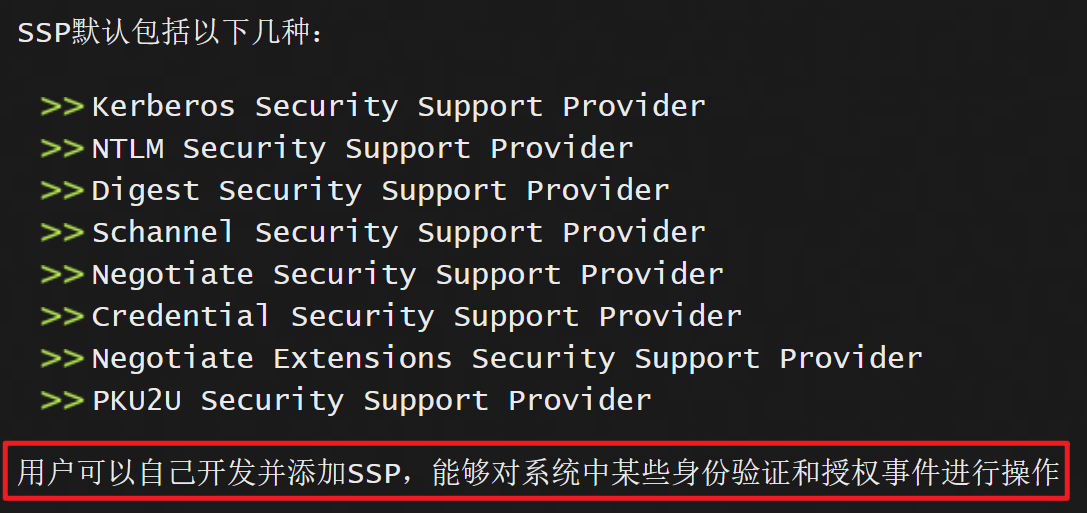 SSP默认包括以下几种：
>>Kerberos Security Support Provider
>>NTLM Security Support Provider
>>Digest Security Support Provider
>>Schannel Security Support Provider
>>Negotiate Security Support Provider
>>Credential Security Support Provider
>>Negotiate Extensions Security Support Provider
>>PKU2U Security Support Provider
用户可以自己开发并添加SSP，能够对系统中某些身份验证和授权事件进行操作